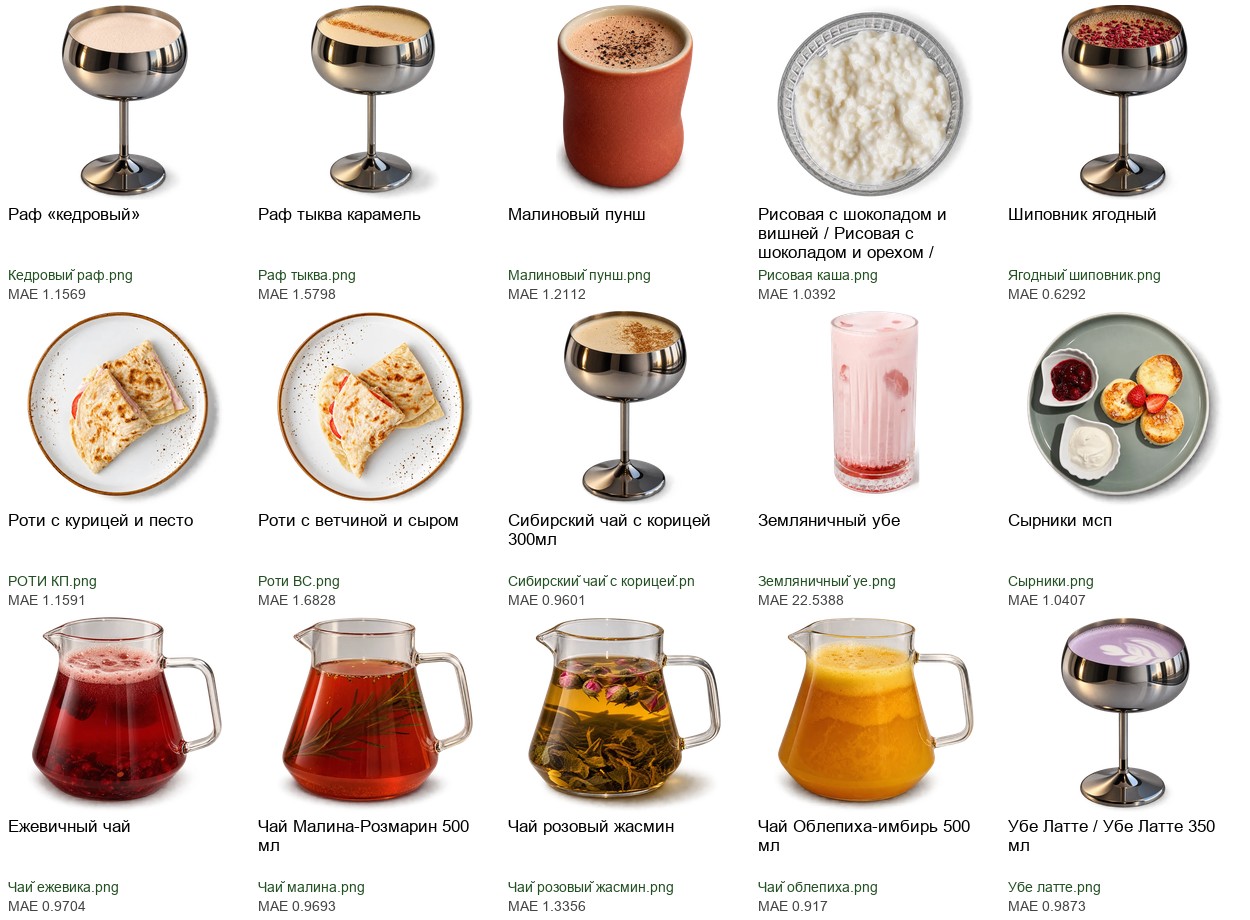 Раф «кедровый»
Кедровый раф.png
MAE 1.1569
Раф тыква карамель
Раф тыква.png
MAE 1.5798
Малиновый пунш
Малиновый пунш.png
MAE 1.2112
Рисовая с шоколадом и
вишней / Рисовая с
шоколадом и орехом /
Рисовая каша.png
MAE 1.0392
Шиповник ягодный
Ягодный шиповник.png
MAE 0.6292
Роти с курицей и песто
РОТИ КП.png
MAE 1.1591
Роти с ветчиной и сыром
Роти ВС.png
MAE 1.6828
Сибирский чай с корицей
300мл
Сибирский чай с корицей.pn
MAE 0.9601
Земляничный убе
Земляничный уе.png
MAE 22.5388
Сырники мсп
Сырники.png
MAE 1.0407
Ежевичный чай
Чай ежевика.png
MAE 0.9704
Чай Малина-Розмарин 500
мл
Чай малина.png
MAE 0.9693
Чай розовый жасмин
Чай розовый жасмин.png
MAE 1.3356
Чай Облепиха-имбирь 500
мл
Чай облепиха.png
MAE 0.917
Убе Латте / Убе Латте 350
мл
Убе латте.png
MAE 0.9873